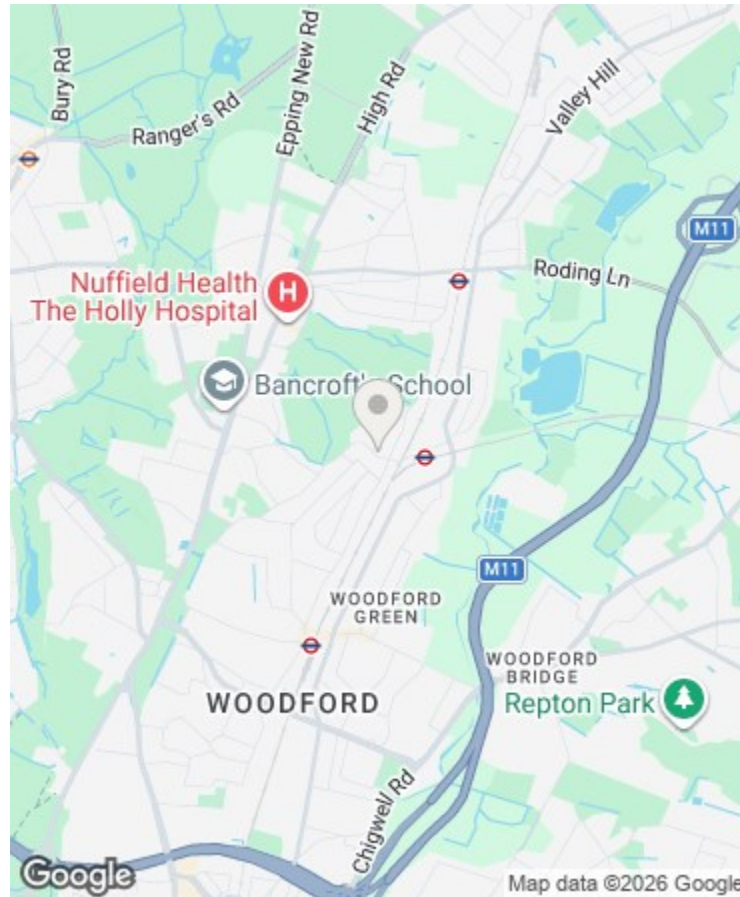 Bury Rd
Ranger's Rd
Epping New Rd
High Rd
Valley Hill
M11
Roding Ln
Nuffield Health
The Holly Hospital
H
Bancroft's School
M11
WOODFORD
GREEN
WOODFORD
BRIDGE
Repton Park
WOODFORD
Chigwell Rd
Google
Map data ©2026 Google